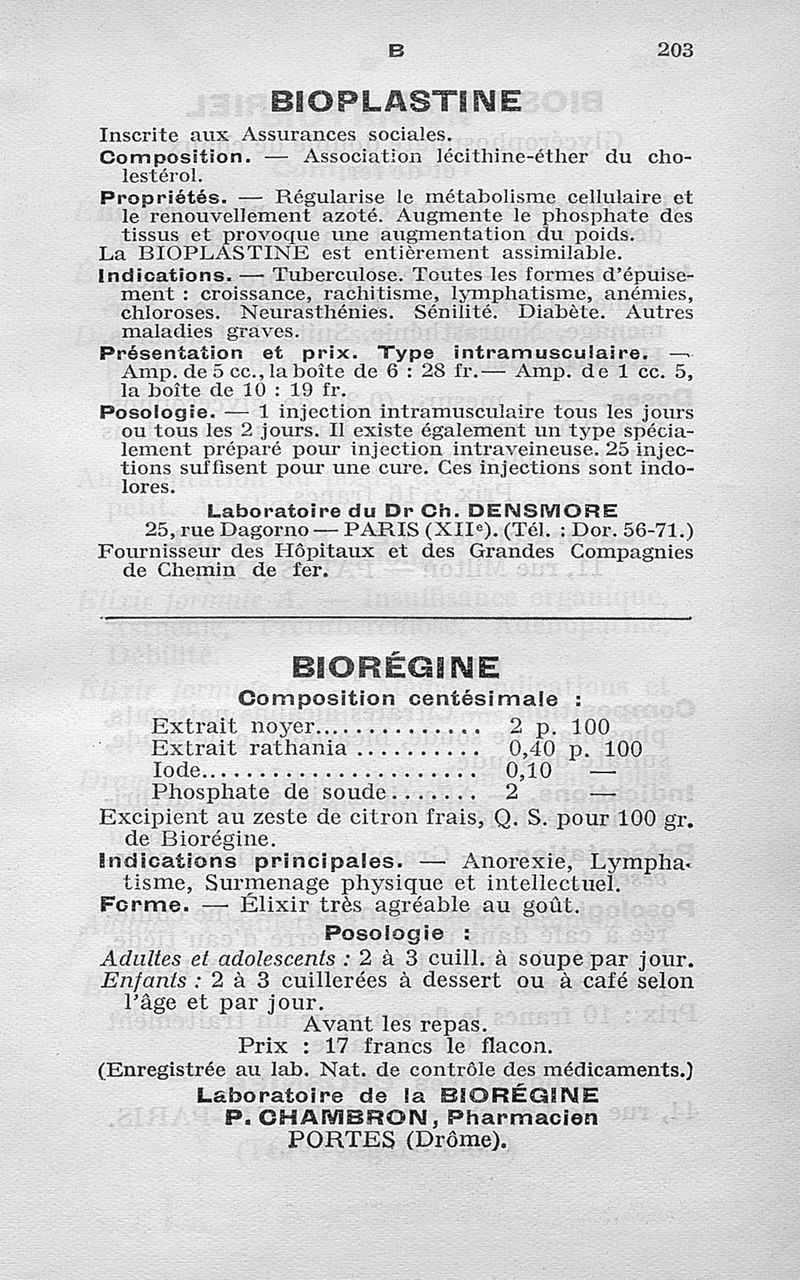 B 203
BIOPLASTINE
Inscrite aux Assurances sociales.
Composition. — Association lécithine-éther du cho-
lestérol.
Propriétés. — Régularise le métabolisme cellulaire et
le renouvellement azoté. Augmente le phosphate des
tissus et provoque une augmentation du poids.
La BIOPLASTINE est entièrement assimilable.
Indications. — Tuberculose. Toutes les formes d'épuise-
ment : croissance, rachitisme, lymphatisme, anémies,
chloroses. Neurasthénies. Sénilité. Diabète. Autres
maladies graves.
Présentation et prix. Type intramusculaire. —
Amp. de 5 cc., la boîte de 6 : 28 fr. — Amp. de 1 cc. 5,
la boîte de 10 : 19 fr.
Posologie. — 1 injection intramusculaire tous les jours
ou tous les 2 jours. Il existe également un type spécia-
lement préparé pour injection intraveineuse. 25 injec-
tions suffisent pour une cure. Ces injections sont indo-
lores.
Laboratoire du Dr Ch. DENSMORE
25, rue Dagorno — PARIS (XIIe). (Tél. : Dor. 56-71.)
Fournisseur des Hôpitaux et des Grandes Compagnies
de Chemin de fer.
BIORÉGINE
Composition centésimale :
Extrait noyer............... 2 p. 100
Extrait rathania .......... 0,40 p. 100
Iode........................ 0,10 —
Phosphate de soude........ 2 —
Excipient au zeste de citron frais, Q. S. pour 100 gr.
de Biorégine.
Indications principales. — Anorexie, Lympha-
tisme, Surmenage physique et intellectuel.
Forme. — Élixir très agréable au goût.
Posologie :
Adultes et adolescents : 2 à 3 cuill. à soupe par jour.
Enfants : 2 à 3 cuillerées à dessert ou à café selon
l'âge et par jour.
Avant les repas.
Prix : 17 francs le flacon.
(Enregistrée au lab. Nat. de contrôle des médicaments.)
Laboratoire de la BIORÉGINE
P. CHAMBRON, Pharmacien
PORTES (Drôme).